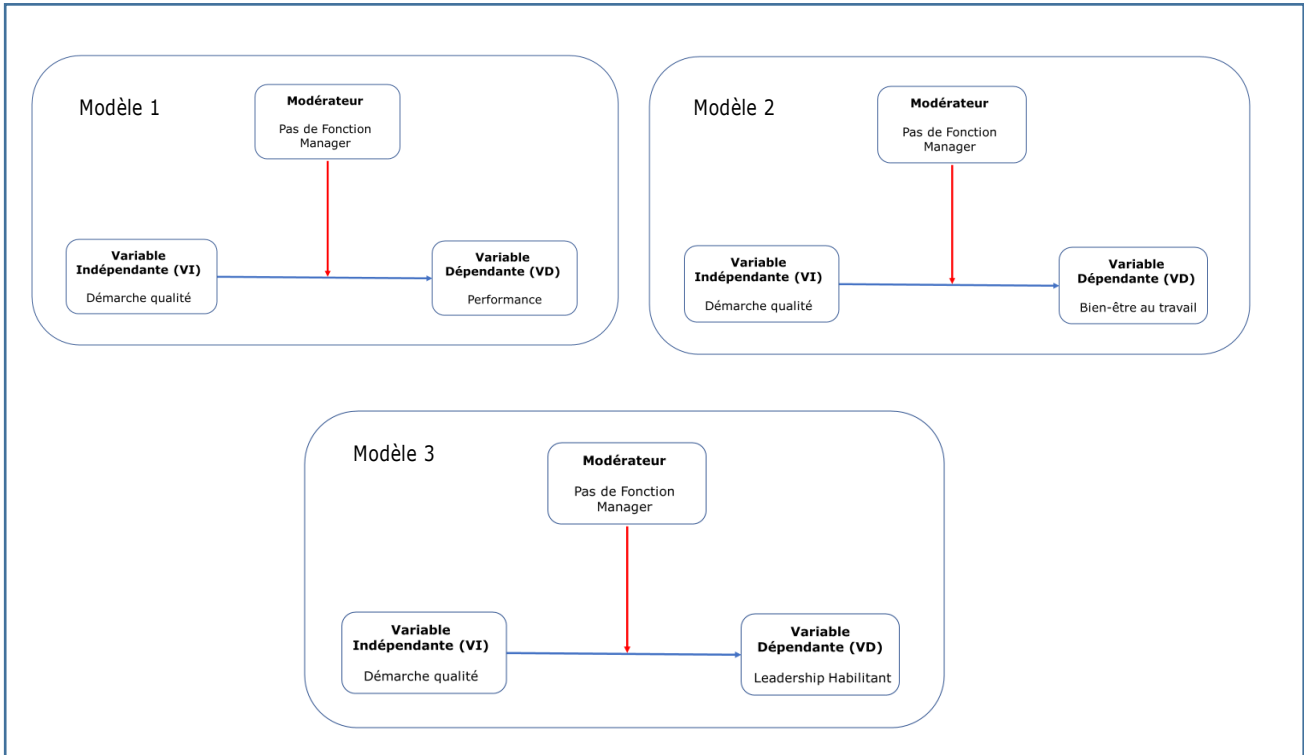 Modèle 1
Modérateur
Pas de Fonction
Manager
Variable
Indépendante (VI)
Démarche qualité
Variable
Dépendante (VD)
Performance
Modèle 2
Modérateur
Pas de Fonction
Manager
Variable
Indépendante (VI)
Démarche qualité
Variable
Dépendante (VD)
Bien-être au travail
Modèle 3
Modérateur
Pas de Fonction
Manager
Variable
Indépendante (VI)
Démarche qualité
Variable
Dépendante (VD)
Leadership Habilitant